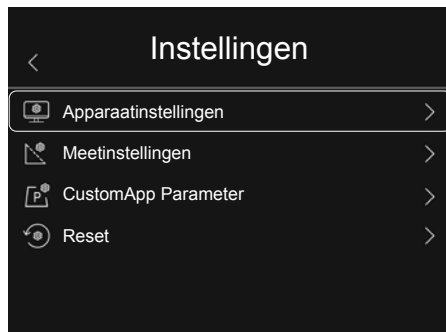 Instellingen
Apparaatinstellingen
Meetinstellingen
CustomApp Parameter
Reset